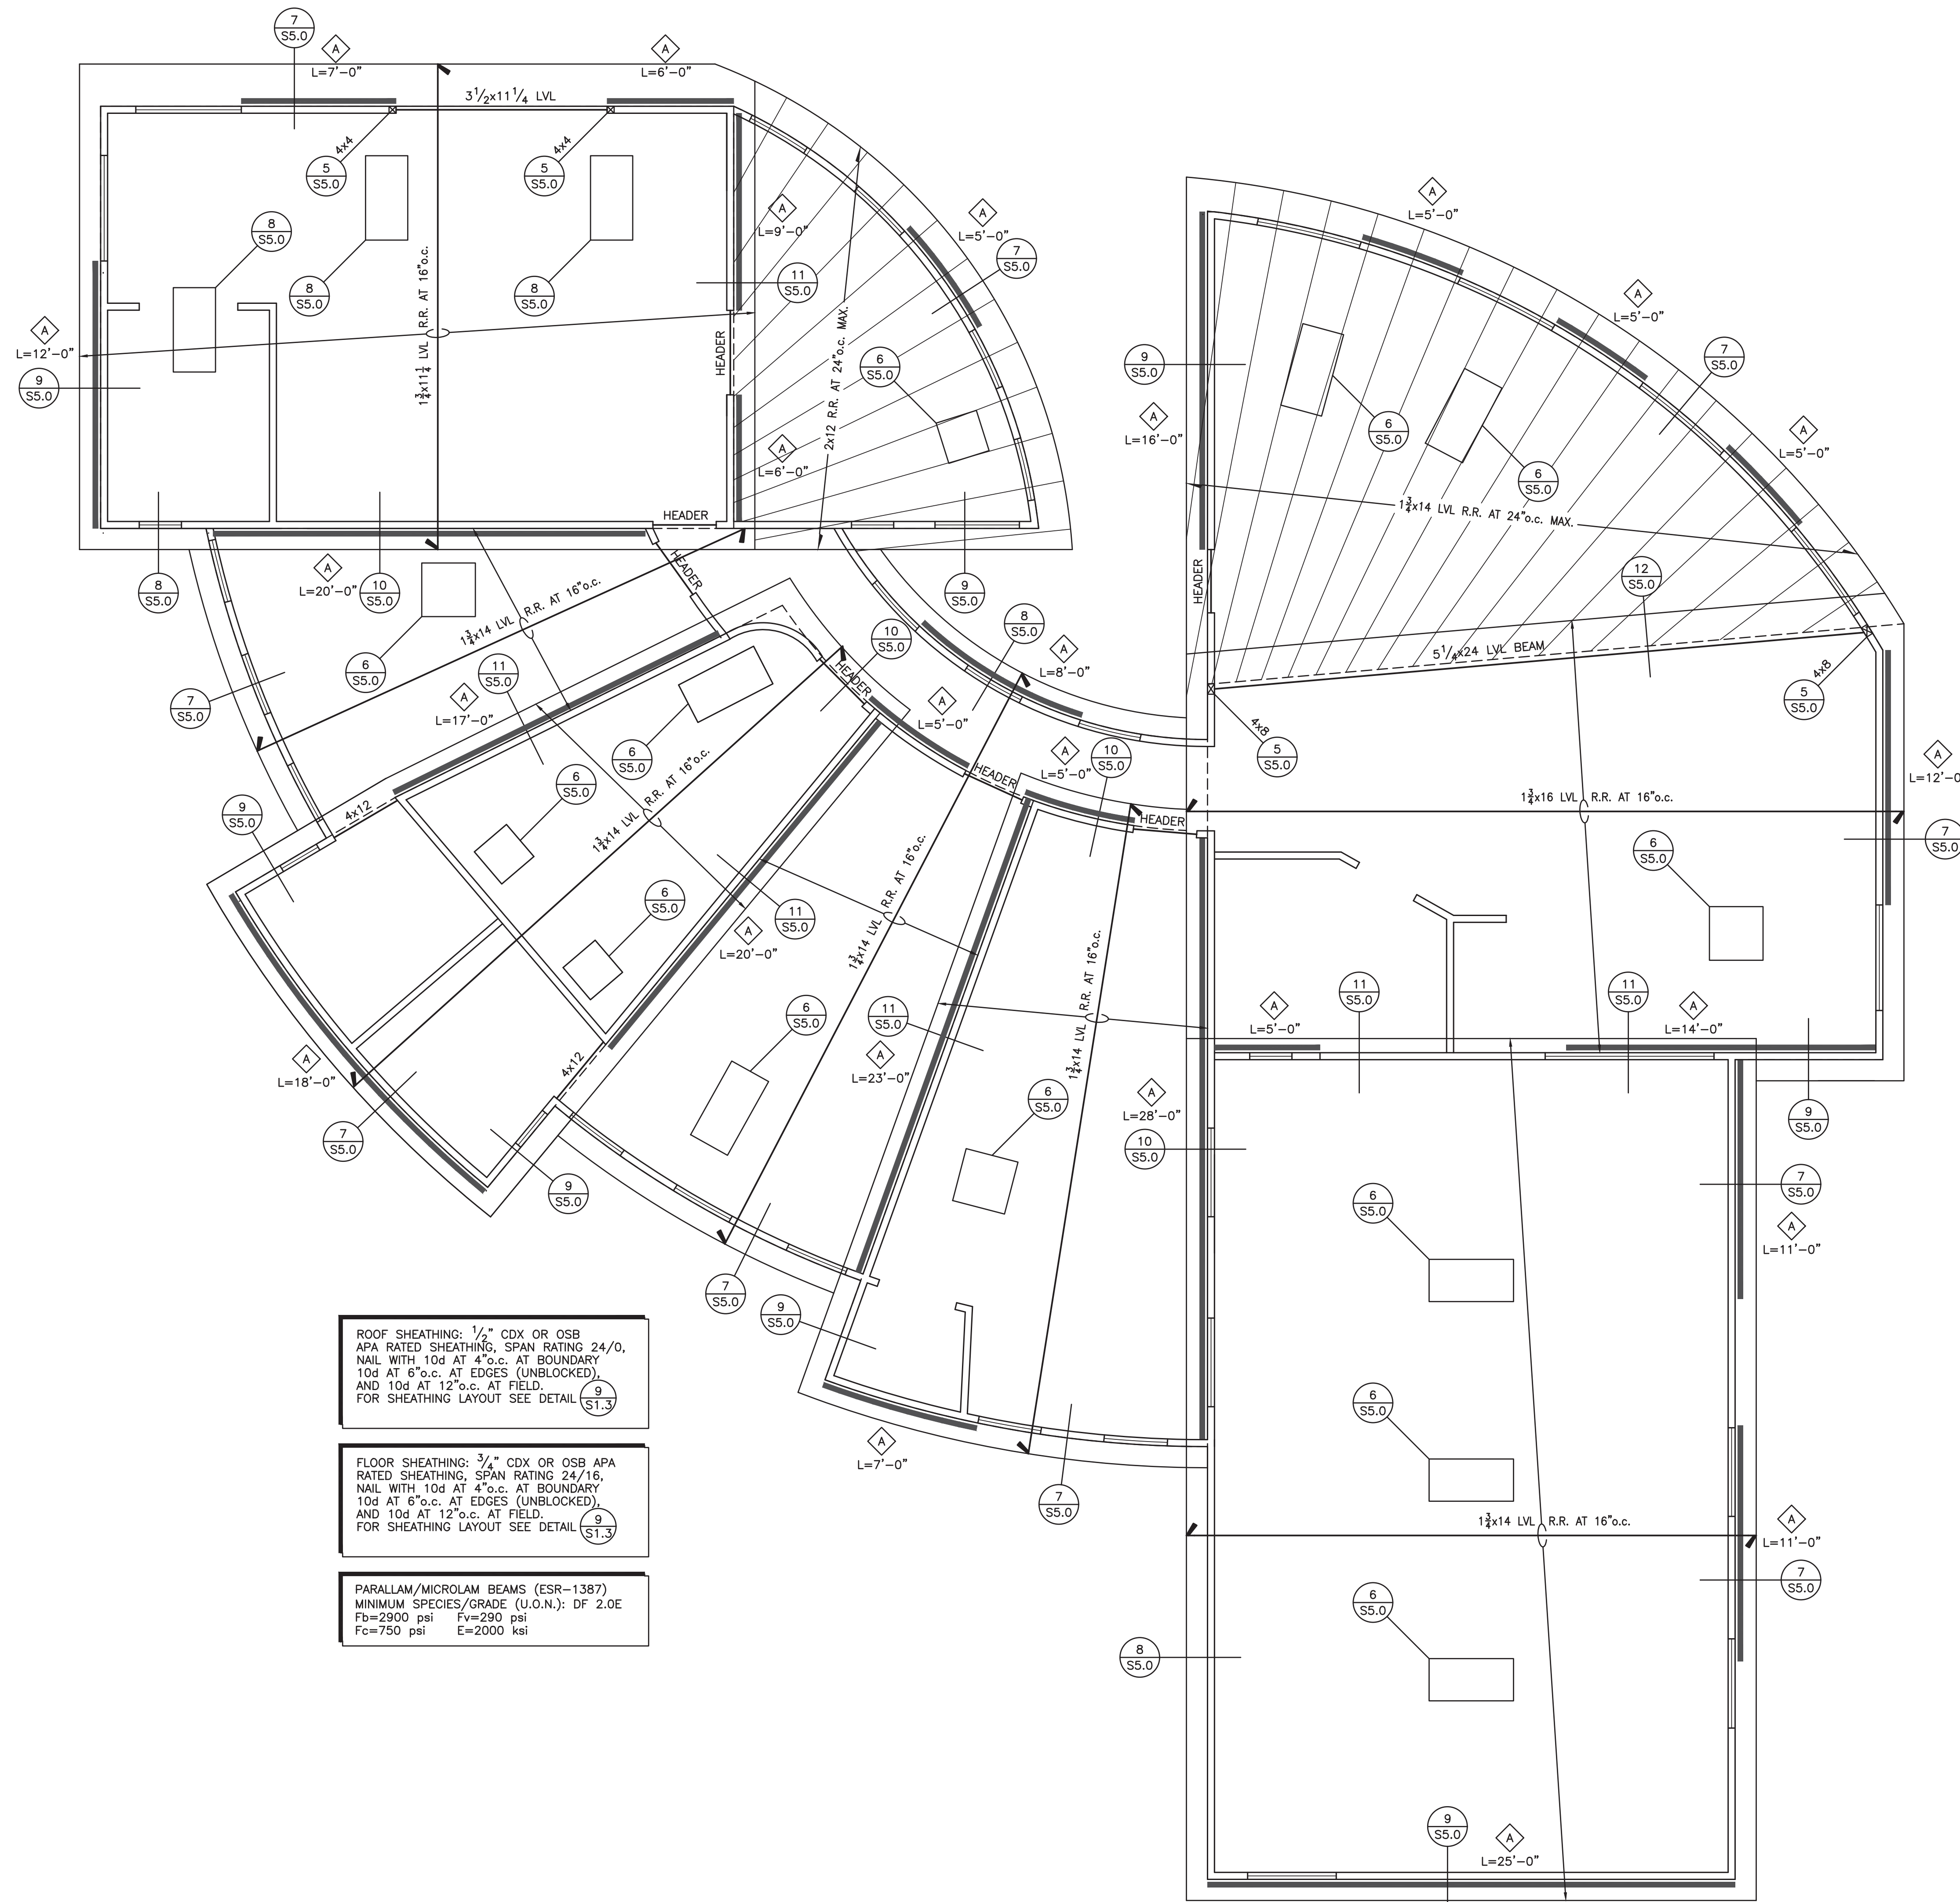 7
S5.0
A
L=7'-0"
A
L=6'-0"
3 1/2x11 1/4 LVL
4x4
5
S5.0
4x4
5
S5.0
8
S5.0
8
S5.0
8
S5.0
1 3/4x11 1/4 LVL R.R. AT 16"o.c.
A
L=12'-0"
9
S5.0
A
L=9'-0"
11
S5.0
HEADER
A
L=5'-0"
7
S5.0
2x12 R.R. AT 24"o.c. MAX.
6
S5.0
A
L=6'-0"
HEADER
8
S5.0
A
L=20'-0"
10
S5.0
9
S5.0
A
L=5'-0"
A
L=5'-0"
7
S5.0
A
L=5'-0"
9
S5.0
A
L=16'-0"
6
S5.0
6
S5.0
1 3/4x14 LVL R.R. AT 24"o.c. MAX.
HEADER
12
S5.0
5 1/4x24 LVL BEAM
4x8
5
S5.0
4x8
5
S5.0
A
L=12'-0"
1 3/4x16 LVL R.R. AT 16"o.c.
7
S5.0
6
S5.0
HEADER
1 3/4x14 LVL R.R. AT 16"o.c.
6
S5.0
7
S5.0
11
S5.0
A
L=17'-0"
10
S5.0
8
S5.0
A
L=8'-0"
HEADER
A
L=5'-0"
A
L=5'-0"
10
S5.0
HEADER
HEADER
6
S5.0
6
S5.0
9
S5.0
4x12
1 3/4x14 LVL R.R. AT 16"o.c.
6
S5.0
11
S5.0
A
L=20'-0"
1 3/4x14 LVL R.R. AT 16"o.c.
6
S5.0
11
S5.0
A
L=23'-0"
1 3/4x14 LVL R.R. AT 16"o.c.
A
L=18'-0"
4x12
7
S5.0
9
S5.0
6
S5.0
A
L=28'-0"
10
S5.0
A
L=5'-0"
11
S5.0
11
S5.0
A
L=14'-0"
9
S5.0
7
S5.0
A
L=11'-0"
6
S5.0
7
S5.0
9
S5.0
A
L=7'-0"
7
S5.0
6
S5.0
1 3/4x14 LVL R.R. AT 16"o.c.
A
L=11'-0"
7
S5.0
6
S5.0
8
S5.0
9
S5.0
A
L=25'-0"
ROOF SHEATHING: 1/2" CDX OR OSB
APA RATED SHEATHING, SPAN RATING 24/0,
NAIL WITH 10d AT 4"o.c. AT BOUNDARY
10d AT 6"o.c. AT EDGES (UNBLOCKED),
AND 10d AT 12"o.c. AT FIELD.
FOR SHEATHING LAYOUT SEE DETAIL 9
S1.3
FLOOR SHEATHING: 3/4" CDX OR OSB APA
RATED SHEATHING, SPAN RATING 24/16,
NAIL WITH 10d AT 4"o.c. AT BOUNDARY
10d AT 6"o.c. AT EDGES (UNBLOCKED),
AND 10d AT 12"o.c. AT FIELD.
FOR SHEATHING LAYOUT SEE DETAIL 9
S1.3
PARALLAM/MICROLAM BEAMS (ESR-1387)
MINIMUM SPECIES/GRADE (U.O.N.): DF 2.0E
Fb=2900 psi Fv=290 psi
Fc=750 psi E=2000 ksi